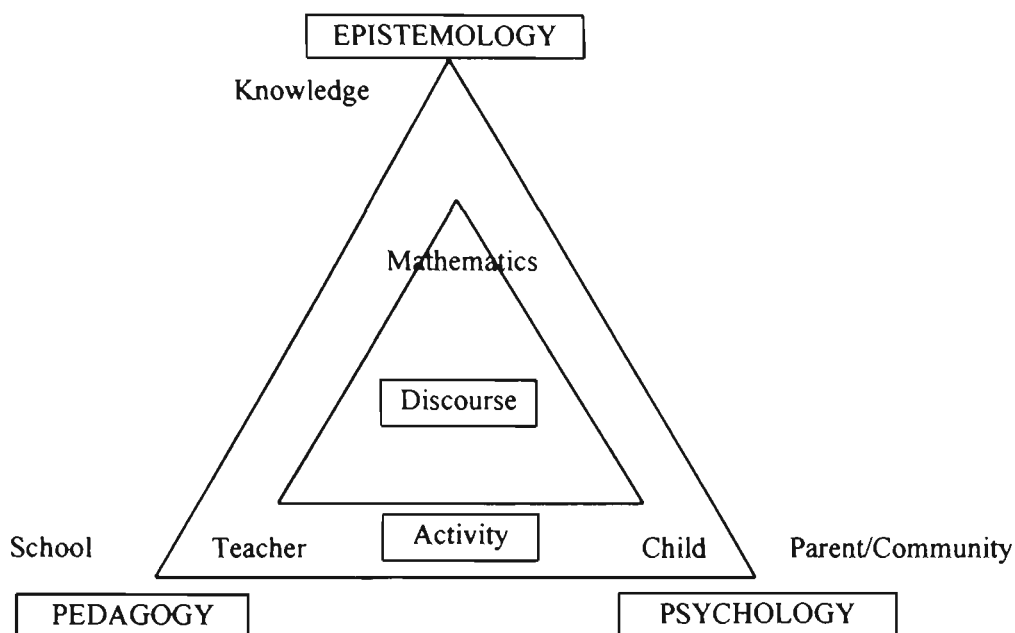 EPISTEMOLOGY
Knowledge
Mathematics
Discourse
School Teacher Activity Child Parent/Community
PEDAGOGY PSYCHOLOGY